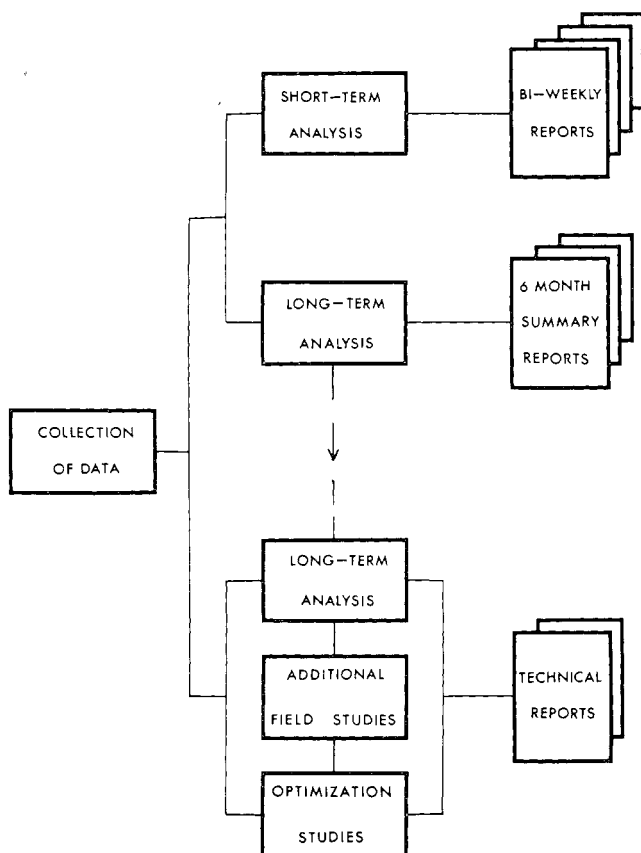 SHORT–TERM
ANALYSIS
BI–WEEKLY
REPORTS
LONG–TERM
ANALYSIS
6 MONTH
SUMMARY
REPORTS
COLLECTION
OF DATA
LONG–TERM
ANALYSIS
ADDITIONAL
FIELD STUDIES
TECHNICAL
REPORTS
OPTIMIZATION
STUDIES